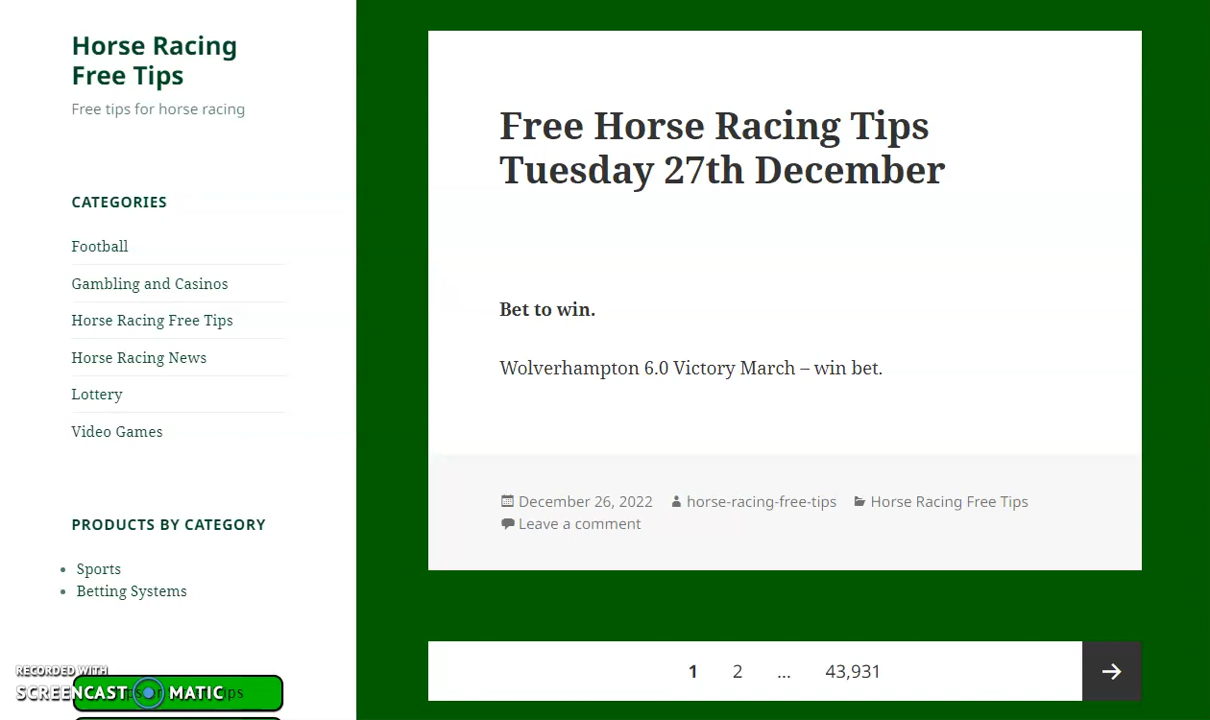 Horse Racing
Free Tips
Free tips for horse racing
CATEGORIES
Football
Gambling and Casinos
Horse Racing Free Tips
Horse Racing News
Lottery
Video Games
PRODUCTS BY CATEGORY
Sports
Betting Systems
RECORDED WITH
SCREENCAST MATIC
Free Horse Racing Tips
Tuesday 27th December
Bet to win.
Wolverhampton 6.0 Victory March – win bet.
December 26, 2022 horse-racing-free-tips Horse Racing Free Tips
Leave a comment
1 2 ... 43,931